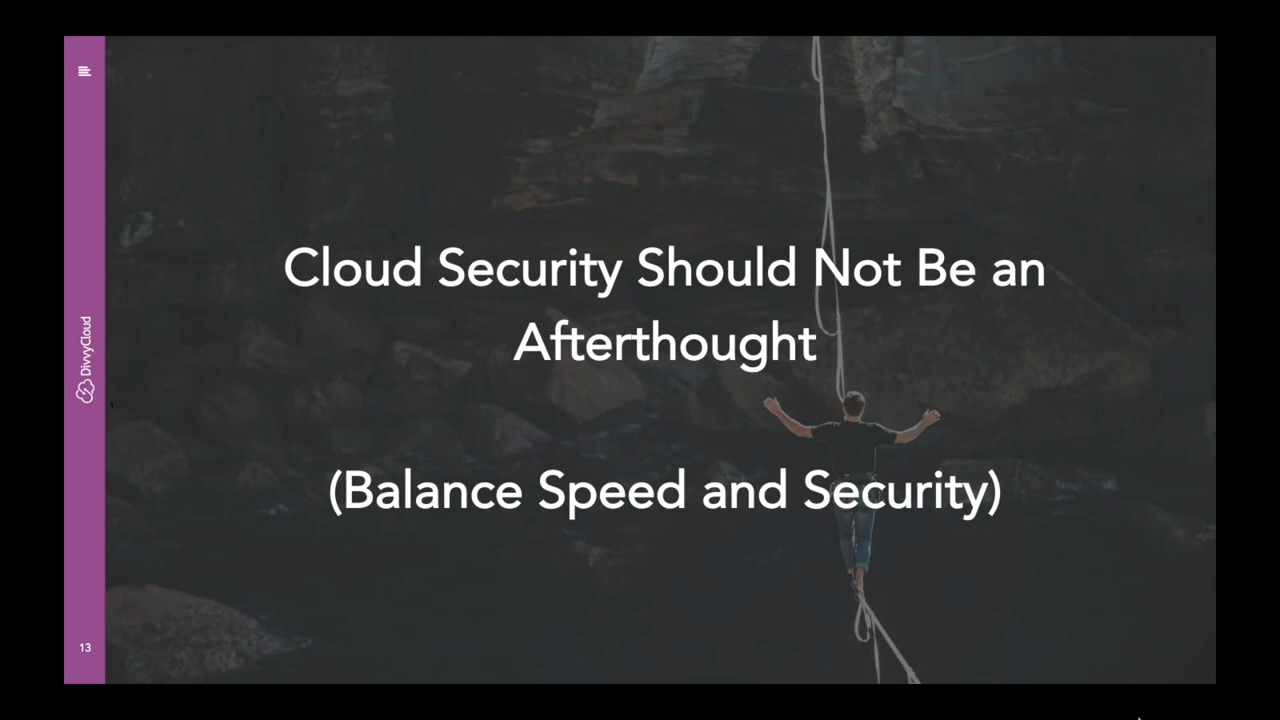 Cloud Security Should Not Be an
Afterthought
(Balance Speed and Security)
DivvyCloud
13